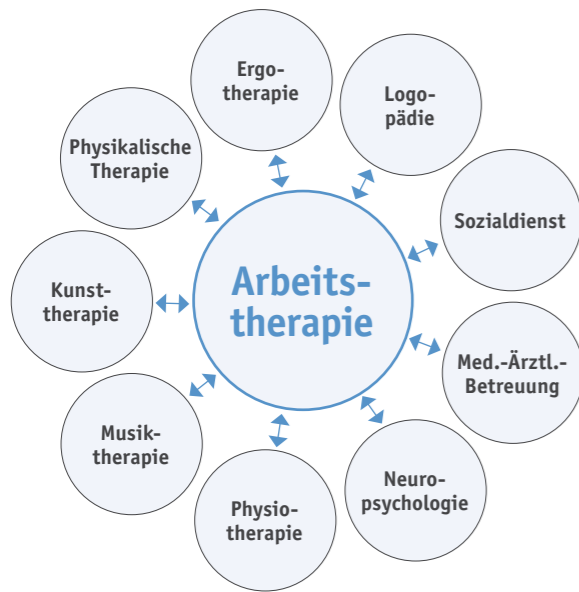 Ergo-
therapie
Logo-
pädie
Physikalische
Therapie
Sozialdienst
Arbeits-
therapie
Kunst-
therapie
Med.-Ärztl.-
Betreuung
Musik-
therapie
Neuro-
psychologie
Physio-
therapie